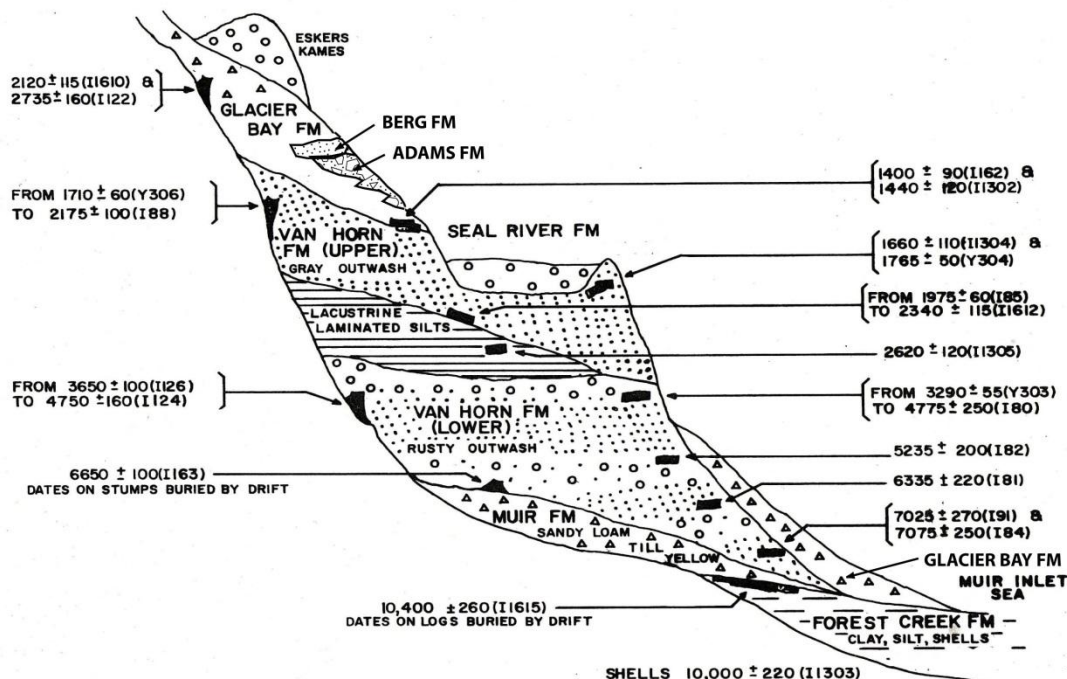 ESKERS
KAMES
2120 ± 115 (I1610) &
2735 ± 160 (I122)
GLACIER
BAY FM
BERG FM
ADAMS FM
1400 ± 90 (I162) &
1440 ± 120 (I1302)
FROM 1710 ± 60 (Y306)
TO 2175 ± 100 (I88)
VAN HORN
FM (UPPER)
GRAY OUTWASH
SEAL RIVER FM
1660 ± 110 (I1304) &
1765 ± 50 (Y304)
FROM 1975 ± 60 (I85)
TO 2340 ± 115 (I1612)
LACUSTRINE
LAMINATED SILTS
2620 ± 120 (I1305)
FROM 3650 ± 100 (I126)
TO 4750 ± 160 (I124)
FROM 3290 ± 55 (Y303)
TO 4775 ± 250 (I80)
VAN HORN FM
(LOWER)
RUSTY OUTWASH
5235 ± 200 (I82)
6650 ± 100 (I163)
DATES ON STUMPS BURIED BY DRIFT
6335 ± 220 (I81)
MUIR FM
SANDY LOAM
TILL
YELLOW
7025 ± 270 (I91) &
7075 ± 250 (I84)
GLACIER BAY FM
MUIR INLET
SEA
10,400 ± 260 (I1615)
DATES ON LOGS BURIED BY DRIFT
FOREST CREEK FM
CLAY, SILT, SHELLS
SHELLS 10,000 ± 220 (I1303)